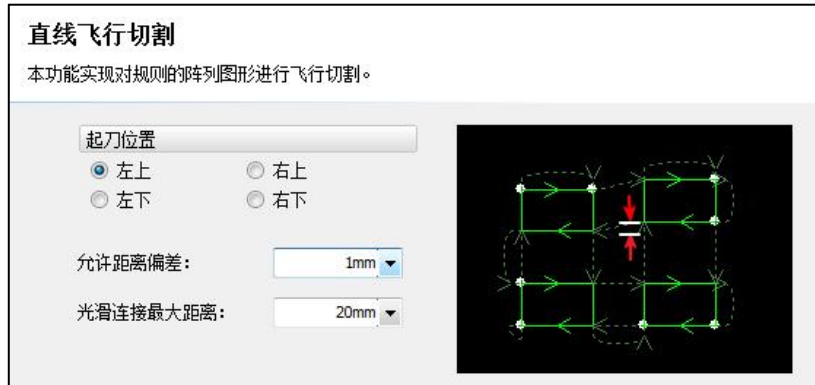 直线飞行切割
本功能实现对规则的阵列图形进行飞行切割。
起刀位置
左上
右上
左下
右下
允许距离偏差：
1mm
光滑连接最大距离：
20mm